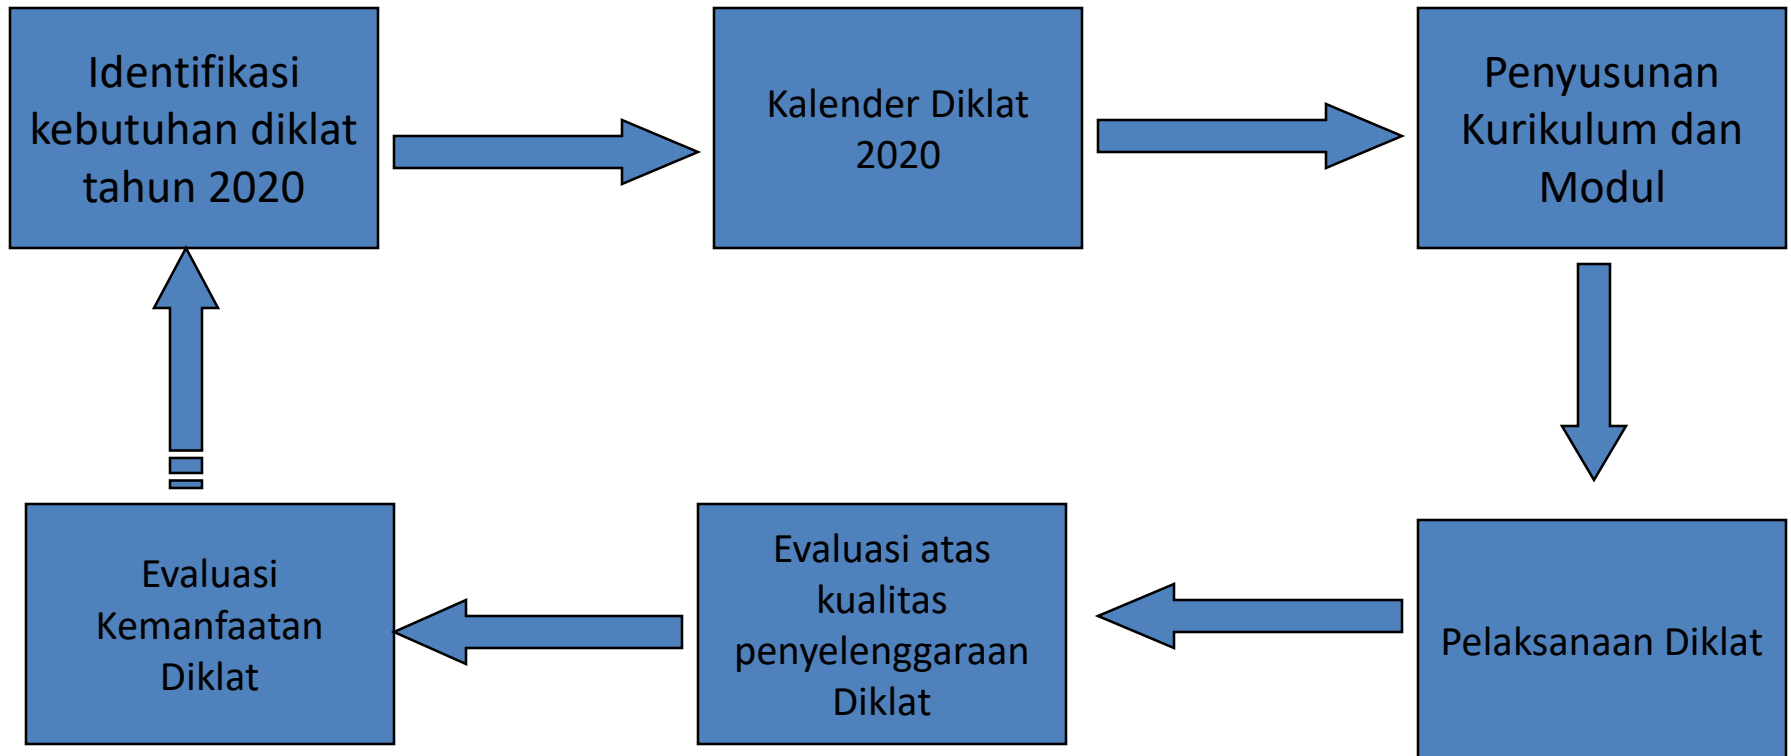 Identifikasi
kebutuhan diklat
tahun 2020
Kalender Diklat
2020
Penyusunan
Kurikulum dan
Modul
Pelaksanaan Diklat
Evaluasi atas
kualitas
penyelenggaraan
Diklat
Evaluasi
Kemanfaatan
Diklat